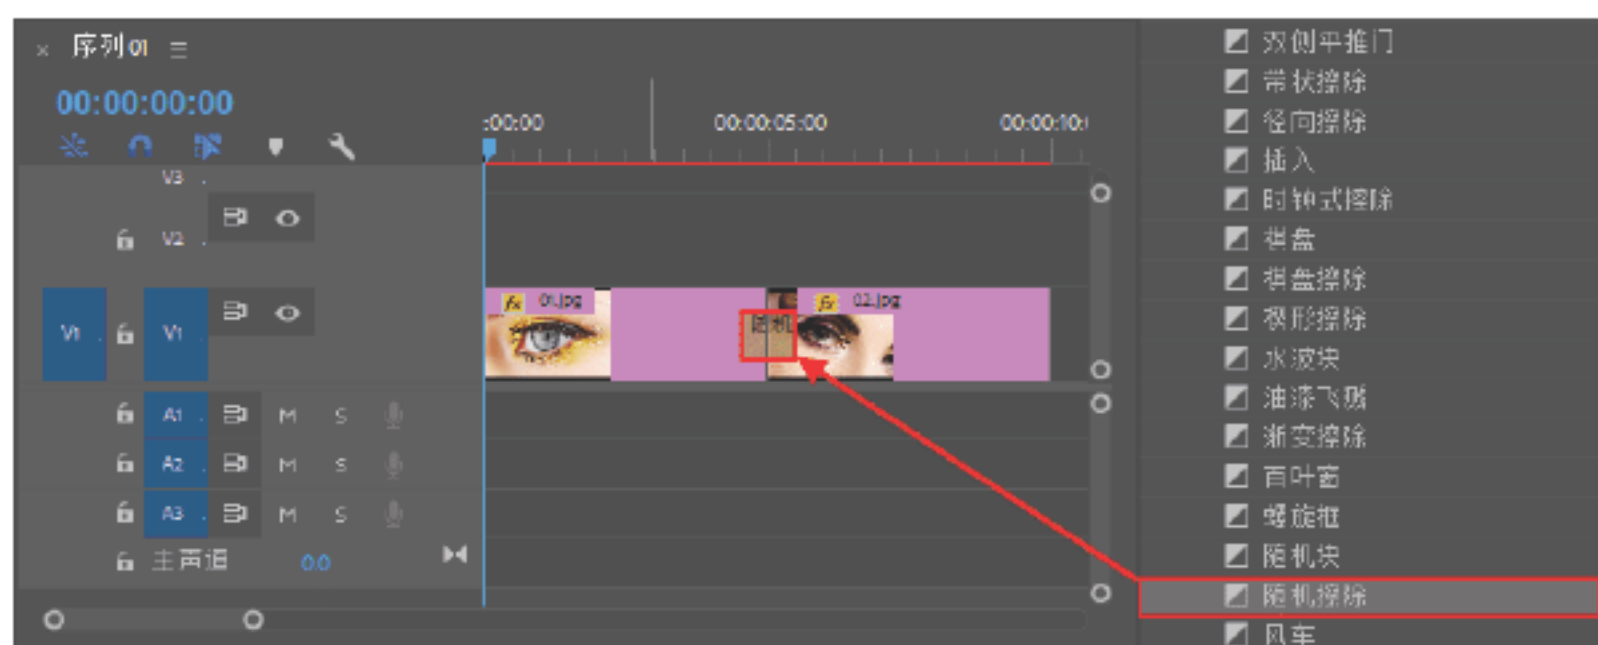 × 序列 01 ≡
00:00:00:00
:00:00 00:00:05:00 00:00:10:
V3
V2
V1 V1
fx 01.jpg
随机
fx 02.jpg
A1 M S
A2 M S
A3 M S
主声道 0.0
双侧平推门
带状擦除
径向擦除
插入
时钟式擦除
棋盘
棋盘擦除
楔形擦除
水波块
油漆飞溅
渐变擦除
百叶窗
螺旋框
随机块
随机擦除
风车